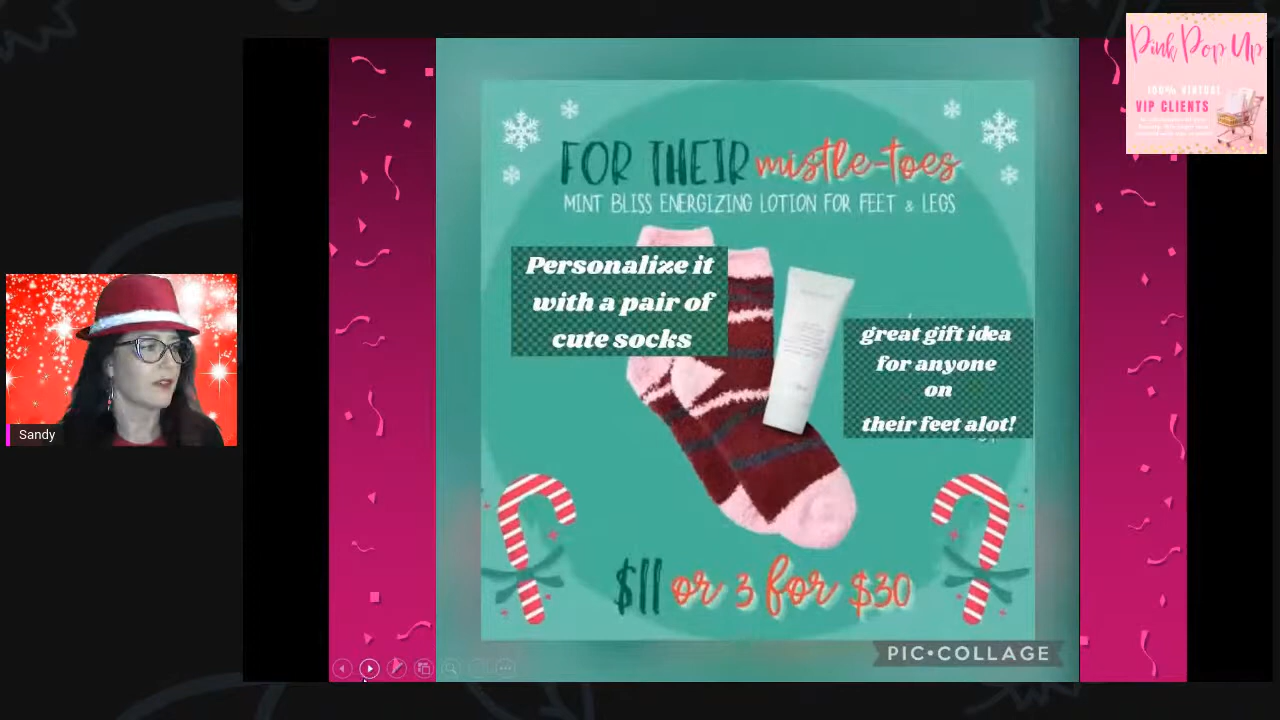 Pink Pop Up
100% VIRTUAL
VIP CLIENTS
FOR THEIR mistle-toes
MINT BLISS ENERGIZING LOTION FOR FEET & LEGS
Personalize it
with a pair of
cute socks
great gift idea
for anyone
on
their feet alot!
Sandy
$11 or 3 for $30
PIC•COLLAGE